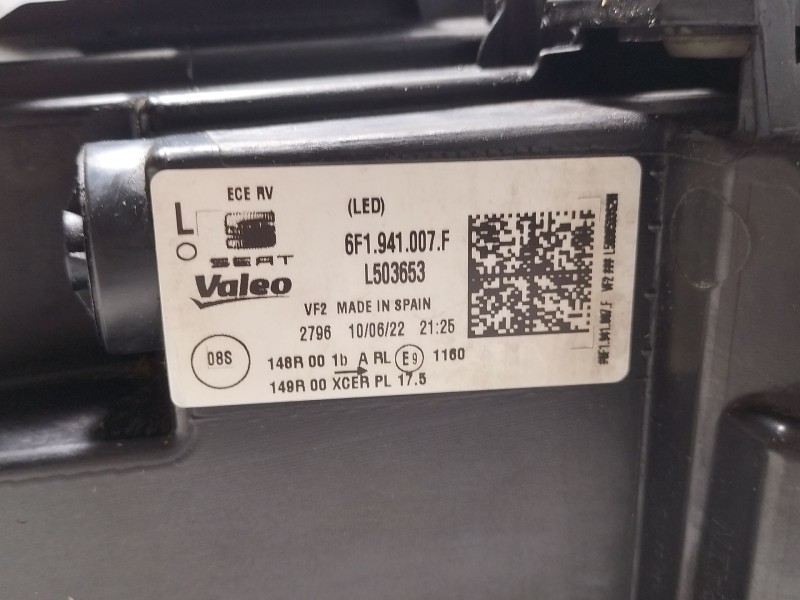 L
ECE RV
(LED)
SEAT
6F1.941.007.F
Valeo
L503653
VF2 MADE IN SPAIN
2796 10/06/22 21:25
08S
148R 00 1b A RL E9 1160
149R 00 XCER PL 17.5